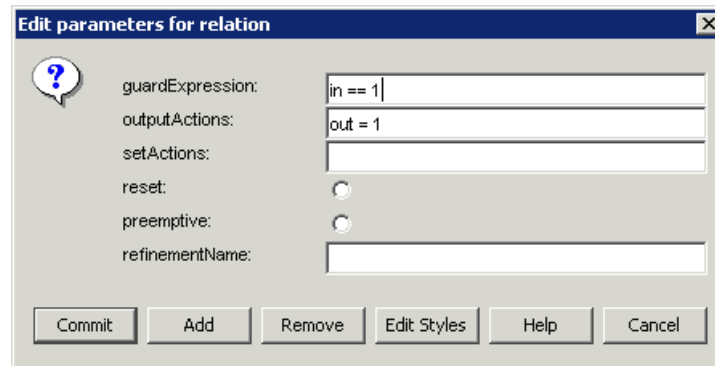 Edit parameters for relation
?
guardExpression: in == 1
outputActions: out = 1
setActions:
reset:
preemptive:
refinementName:
Commit Add Remove Edit Styles Help Cancel